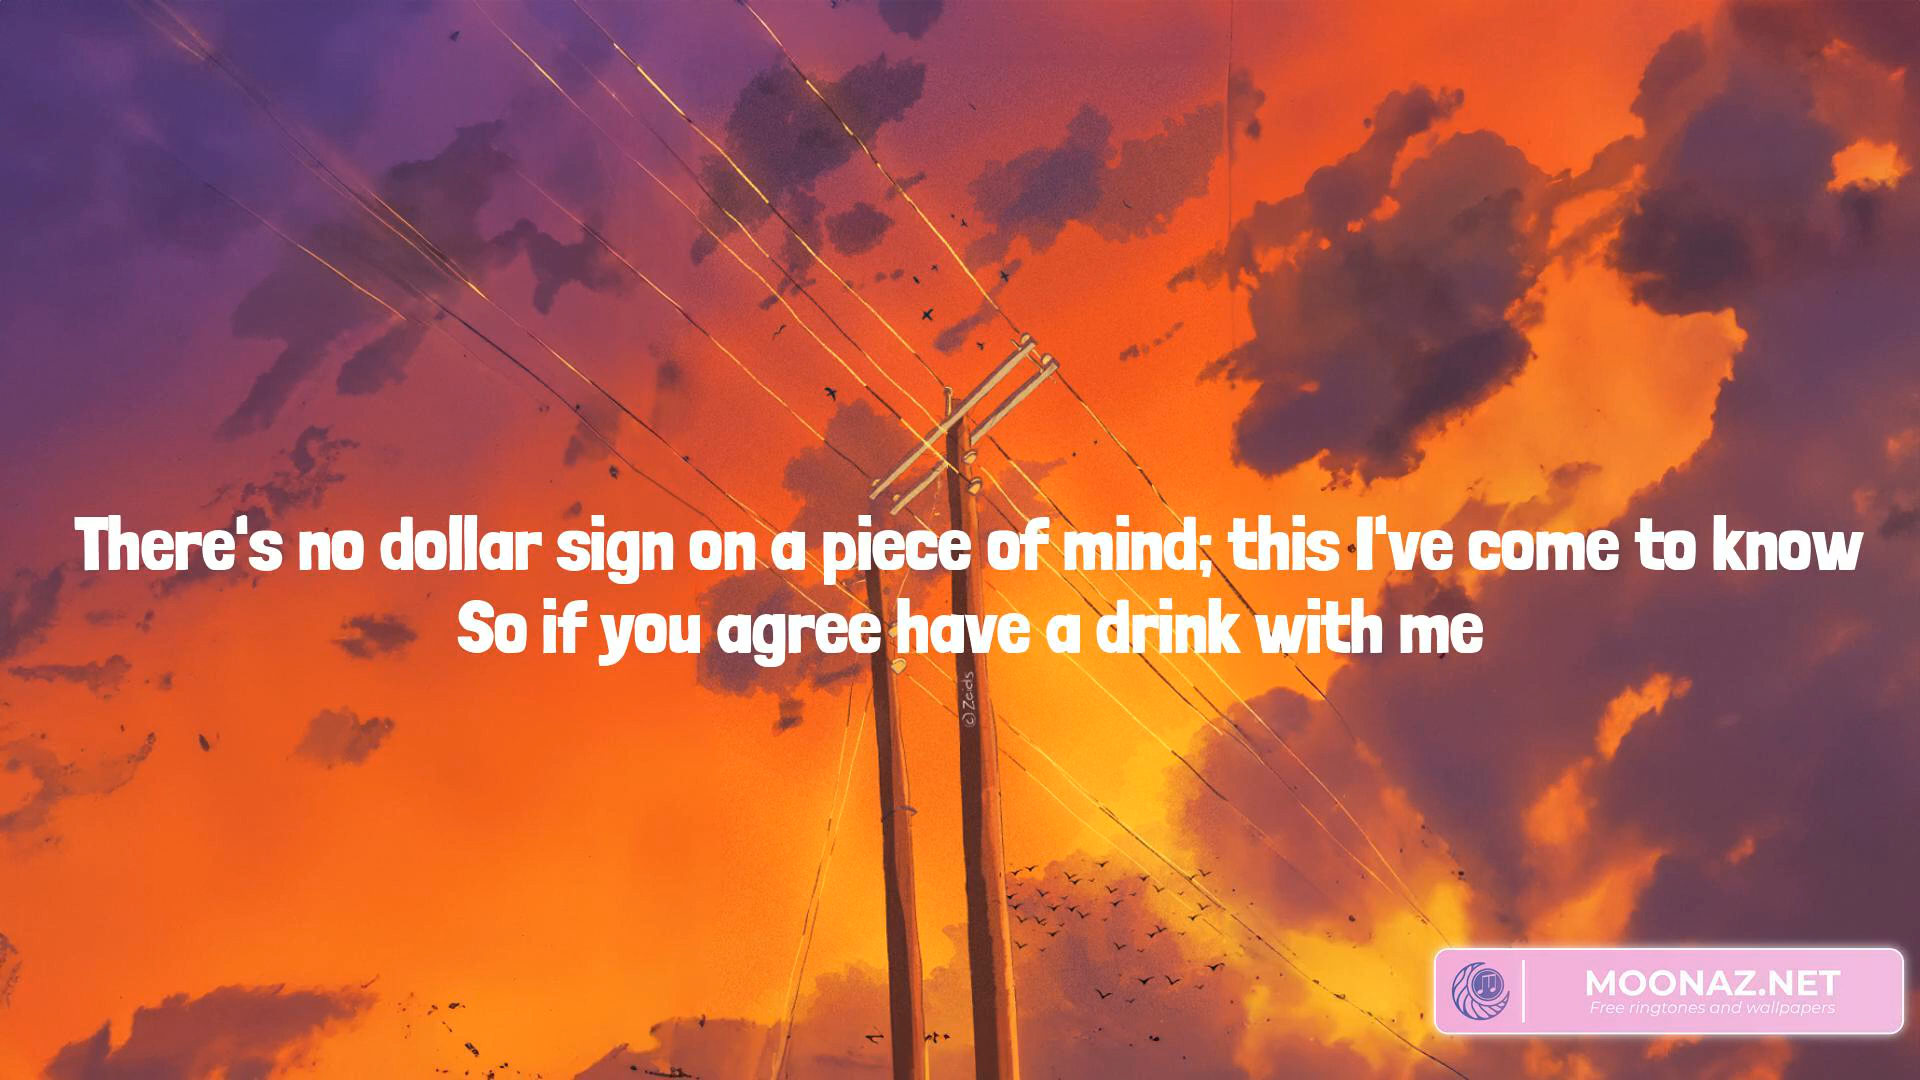 There's no dollar sign on a piece of mind; this I've come to know
So if you agree have a drink with me
(c) Zeids
MOONAZ.NET
Free ringtones and wallpapers